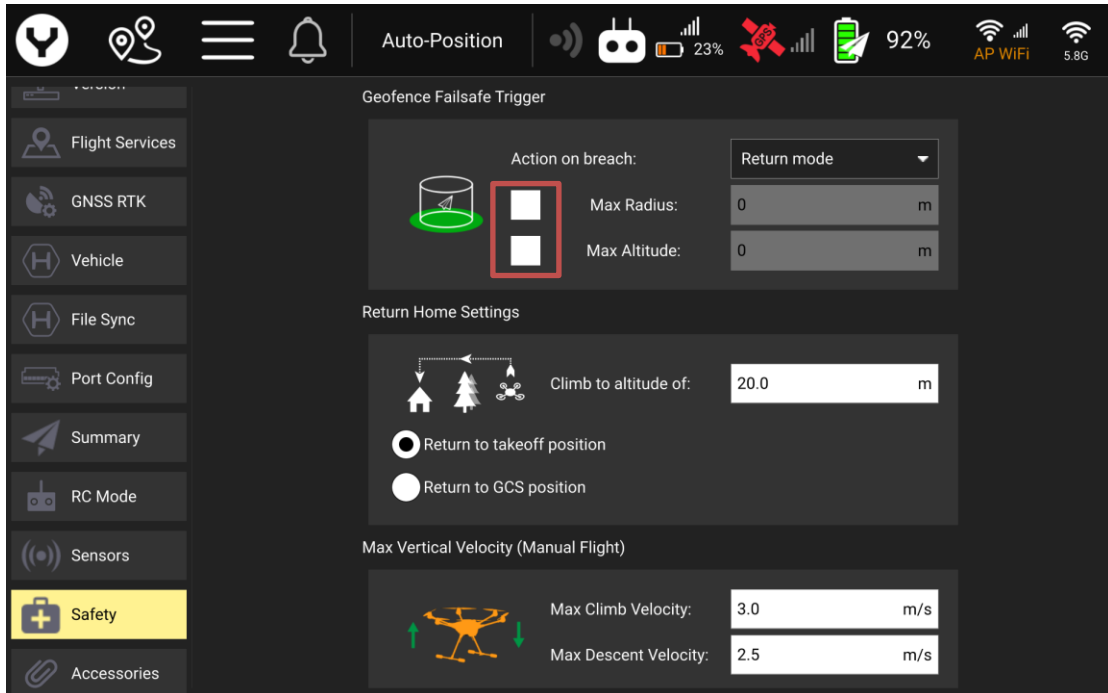 Auto-Position
23%
GPS
92%
AP WiFi
5.8G
Version
Flight Services
GNSS RTK
Vehicle
File Sync
Port Config
Summary
RC Mode
Sensors
Safety
Accessories
Geofence Failsafe Trigger
Action on breach: Return mode
Max Radius: 0 m
Max Altitude: 0 m
Return Home Settings
Climb to altitude of: 20.0 m
Return to takeoff position
Return to GCS position
Max Vertical Velocity (Manual Flight)
Max Climb Velocity: 3.0 m/s
Max Descent Velocity: 2.5 m/s